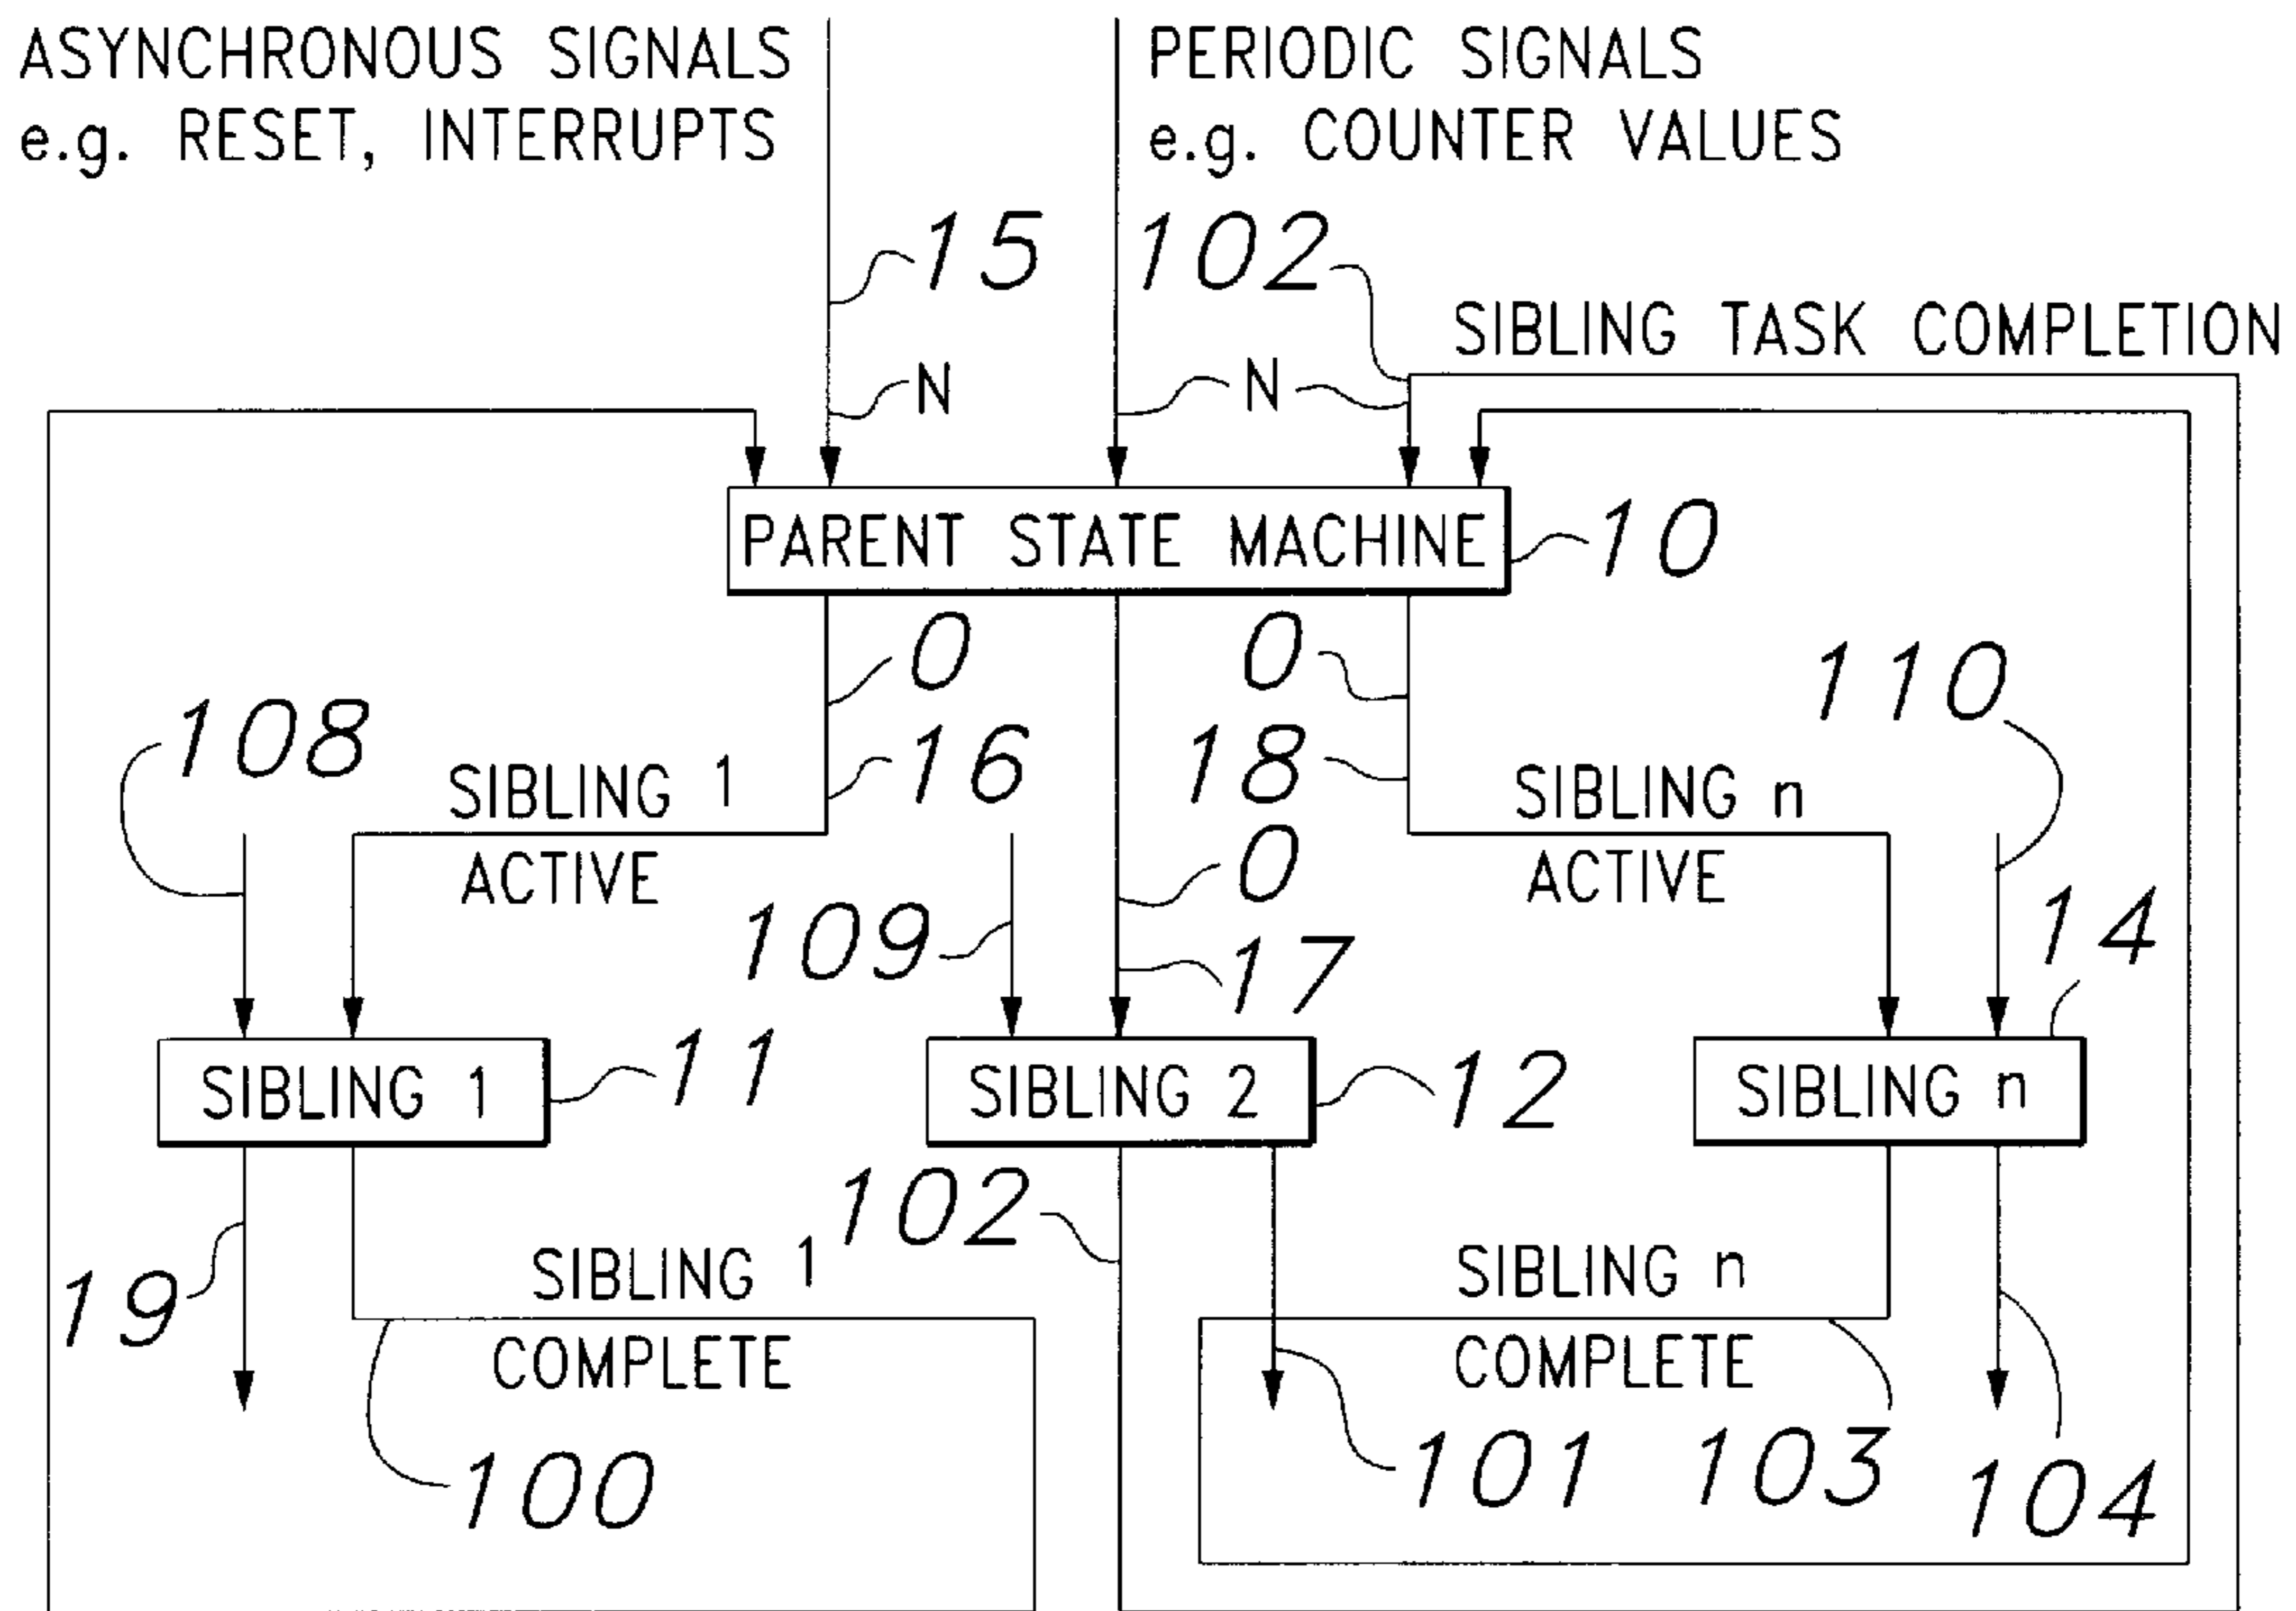 ASYNCHRONOUS SIGNALS
e.g. RESET, INTERRUPTS
PERIODIC SIGNALS
e.g. COUNTER VALUES
15
102
SIBLING TASK COMPLETION
N
N
PARENT STATE MACHINE
10
0
0
110
108
16
18
SIBLING 1
ACTIVE
SIBLING n
ACTIVE
0
109
17
14
SIBLING 1
11
SIBLING 2
12
SIBLING n
102
19
SIBLING 1
COMPLETE
SIBLING n
COMPLETE
100
101
103
104